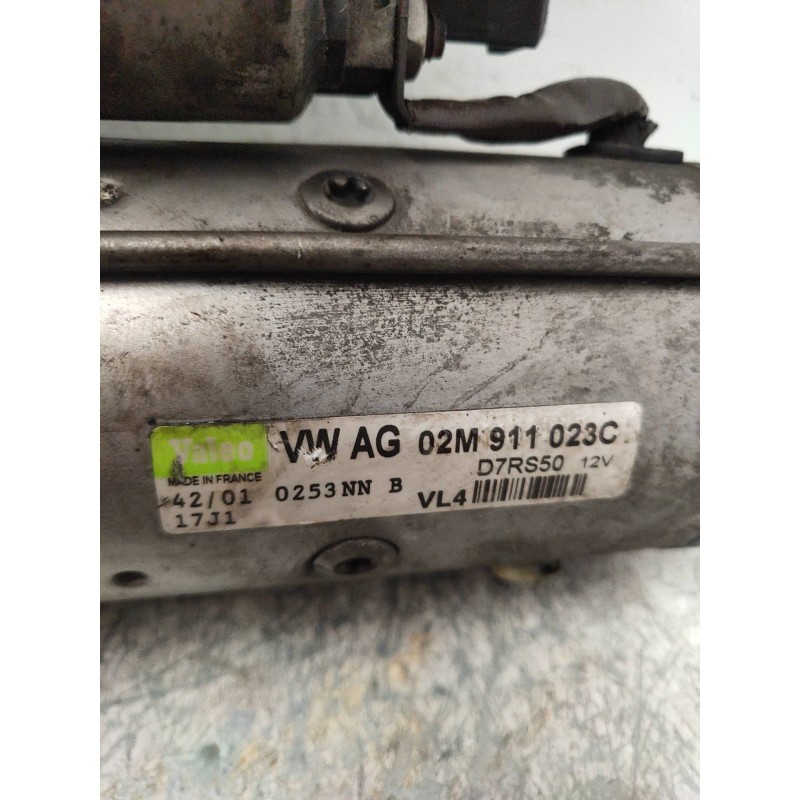 Valeo VW AG 02M 911 023C
MADE IN FRANCE D7RS50 12V
42/01 0253NN B VL4
17J1